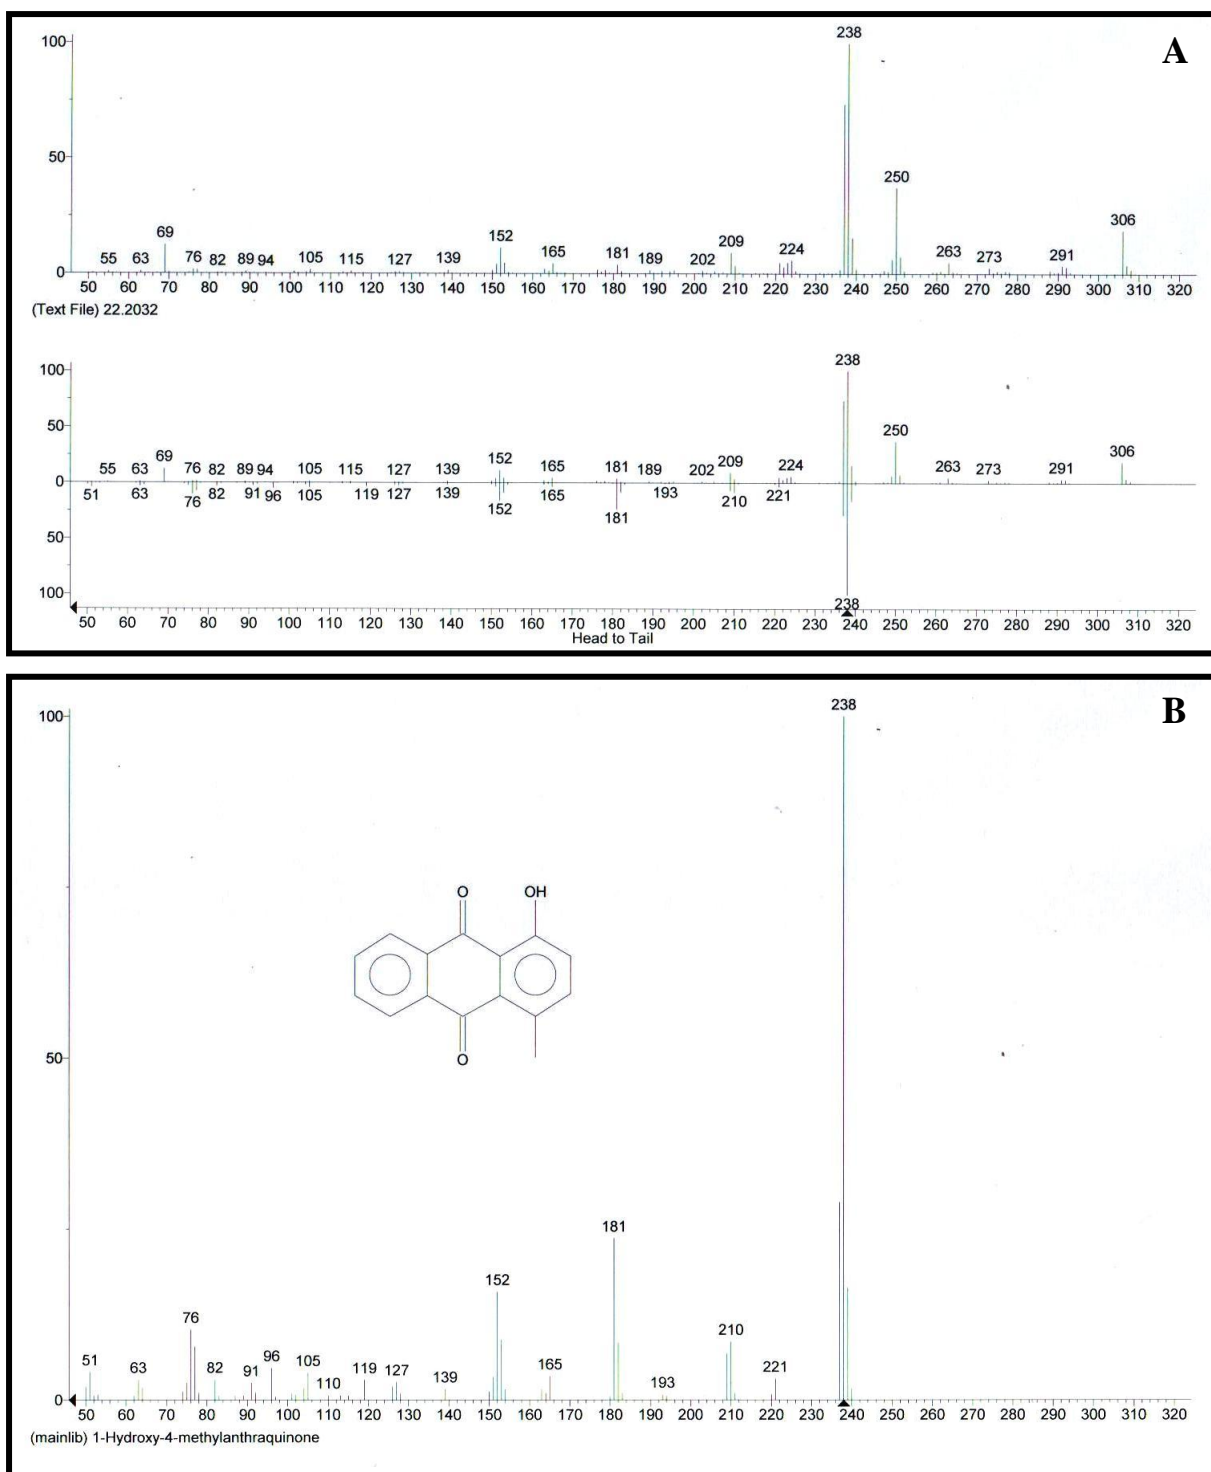 A
100
238
50
250
306
69
55 63 76 82 89 94 105 115 127 139 152 165 181 189 202 209 224 263 273 291
0
50 60 70 80 90 100 110 120 130 140 150 160 170 180 190 200 210 220 230 240 250 260 270 280 290 300 310 320
(Text File) 22.2032
100
238
50
250
306
69
55 63 76 82 89 94 105 115 127 139 152 165 181 189 202 209 224 263 273 291
0
51 63 76 82 91 96 105 119 127 139 152 165 181 193 210 221
50
100
238
50 60 70 80 90 100 110 120 130 140 150 160 170 180 190 200 210 220 230 240 250 260 270 280 290 300 310 320
Head to Tail
B
100
238
O OH
O
50
181
152
76
51 63 82 91 96 105 110 119 127 139 165 193 210 221
0
50 60 70 80 90 100 110 120 130 140 150 160 170 180 190 200 210 220 230 240 250 260 270 280 290 300 310 320
(mainlib) 1-Hydroxy-4-methylanthraquinone